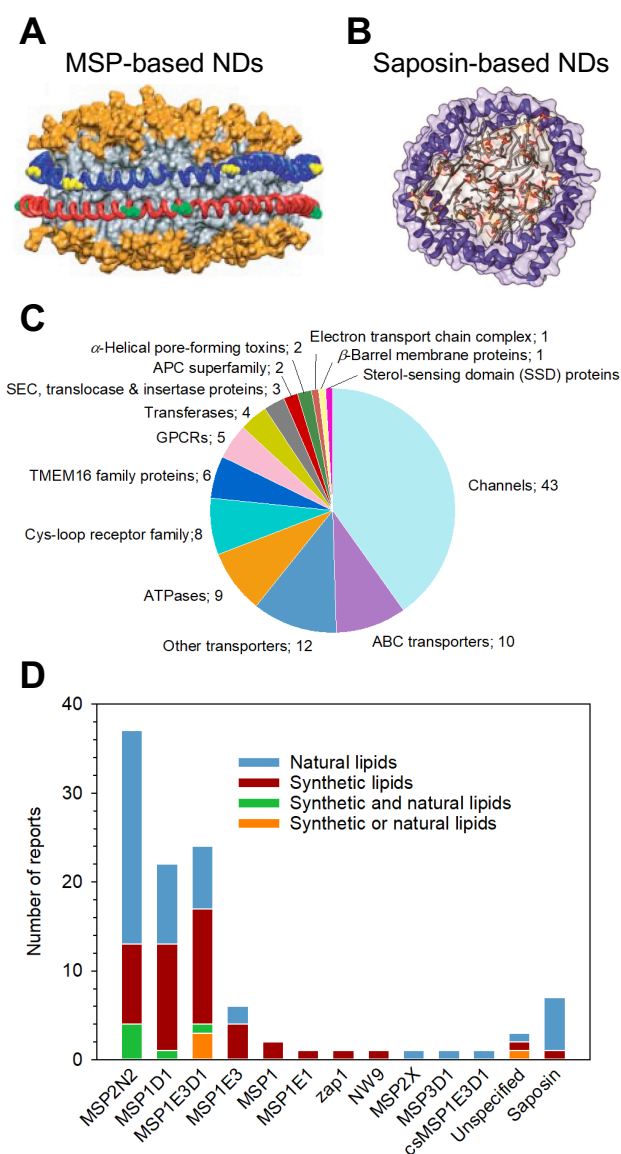 A
MSP-based NDs
B
Saposin-based NDs
C
Electron transport chain complex; 1
α-Helical pore-forming toxins; 2
β-Barrel membrane proteins; 1
APC superfamily; 2
Sterol-sensing domain (SSD) proteins
SEC, translocase & insertase proteins; 3
Transferases; 4
GPCRs; 5
TMEM16 family proteins; 6
Channels; 43
Cys-loop receptor family;8
ATPases; 9
Other transporters; 12
ABC transporters; 10
D
Number of reports
40
30
20
10
0
Natural lipids
Synthetic lipids
Synthetic and natural lipids
Synthetic or natural lipids
MSP2N2
MSP1D1
MSP1E3D1
MSP1E3
MSP1
MSP1E1
zap1
NW9
MSP2X
MSP3D1
csMSP1E3D1
Unspecified
Saposin